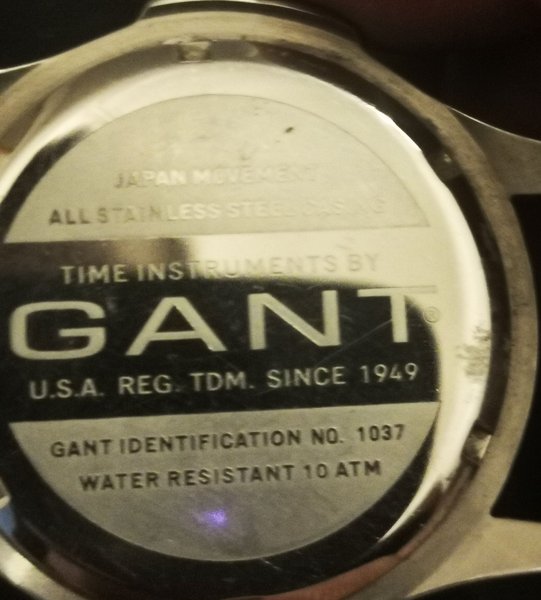 JAPAN MOVEMENT
ALL STAINLESS STEEL CASING
TIME INSTRUMENTS BY
GANT®
U.S.A. REG. TDM. SINCE 1949
GANT IDENTIFICATION NO. 1037
WATER RESISTANT 10 ATM